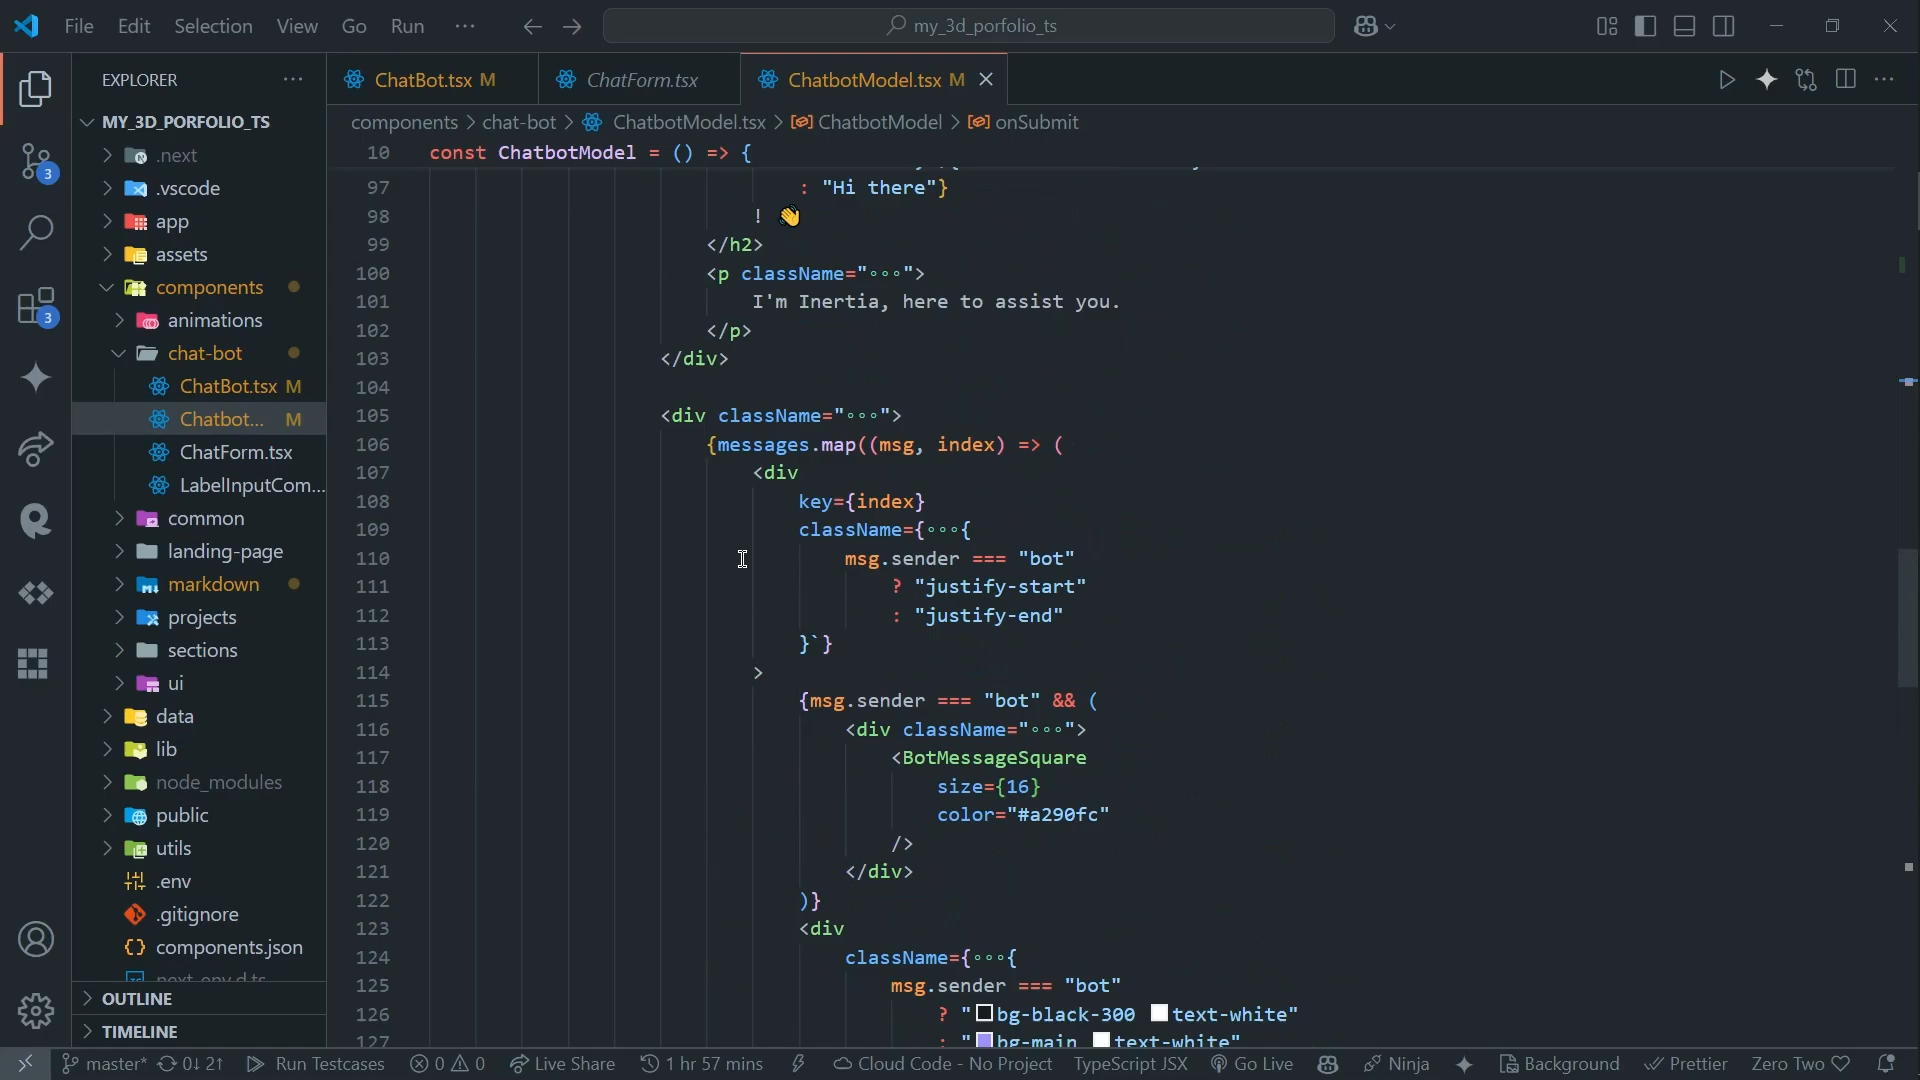 File Edit Selection View Go Run ··· my_3d_porfolio_ts
EXPLORER ···
ChatBot.tsx M ChatForm.tsx ChatbotModel.tsx M
MY_3D_PORFOLIO_TS
.next
.vscode
app
assets
components
animations
chat-bot
ChatBot.tsx M
Chatbot... M
ChatForm.tsx
LabelInputCom...
common
landing-page
markdown
projects
sections
ui
data
lib
node_modules
public
utils
.env
.gitignore
components.json
next-env.d.ts
OUTLINE
TIMELINE
3
3
components > chat-bot > ChatbotModel.tsx > ChatbotModel > onSubmit
10 const ChatbotModel = () => {
97 : "Hi there"}
98 ! 👋
99 </h2>
100 <p className="∘∘∘">
101 I'm Inertia, here to assist you.
102 </p>
103 </div>
104
105 <div className="∘∘∘">
106 {messages.map((msg, index) => (
107 <div
108 key={index}
109 className={∘∘∘{
110 msg.sender === "bot"
111 ? "justify-start"
112 : "justify-end"
113 }`}
114 >
115 {msg.sender === "bot" && (
116 <div className="∘∘∘">
117 <BotMessageSquare
118 size={16}
119 color="#a290fc"
120 />
121 </div>
122 )}
123 <div
124 className={∘∘∘{
125 msg.sender === "bot"
126 ? "bg-black-300 text-white"
127 : "bg-main text-white"
master* 0↓ 2↑ Run Testcases 0 0 Live Share 1 hr 57 mins Cloud Code - No Project TypeScript JSX Go Live Ninja Background Prettier Zero Two